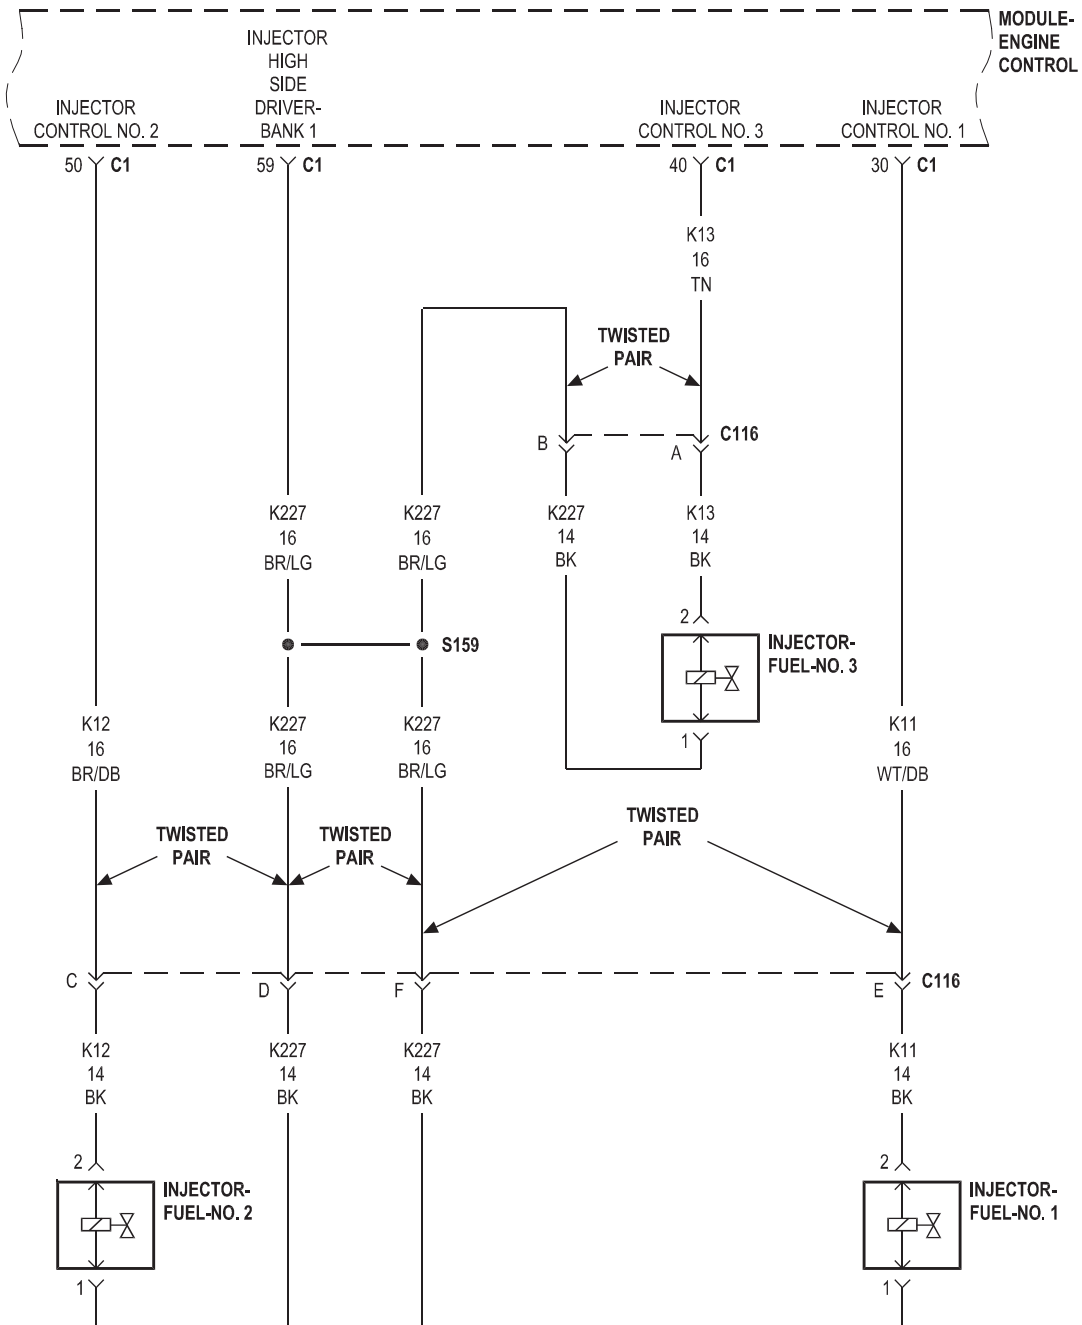 MODULE-
ENGINE
CONTROL
INJECTOR
HIGH
SIDE
DRIVER-
BANK 1
INJECTOR
CONTROL NO. 2
INJECTOR
CONTROL NO. 3
INJECTOR
CONTROL NO. 1
50 C1
59 C1
40 C1
30 C1
K13
16
TN
TWISTED
PAIR
B
A
C116
K227
16
BR/LG
K227
16
BR/LG
K227
14
BK
K13
14
BK
2
INJECTOR-
FUEL-NO. 3
1
S159
K12
16
BR/DB
K227
16
BR/LG
K227
16
BR/LG
K11
16
WT/DB
TWISTED
PAIR
TWISTED
PAIR
TWISTED
PAIR
C
D
F
E
C116
K12
14
BK
K227
14
BK
K227
14
BK
K11
14
BK
2
INJECTOR-
FUEL-NO. 2
1
2
INJECTOR-
FUEL-NO. 1
1